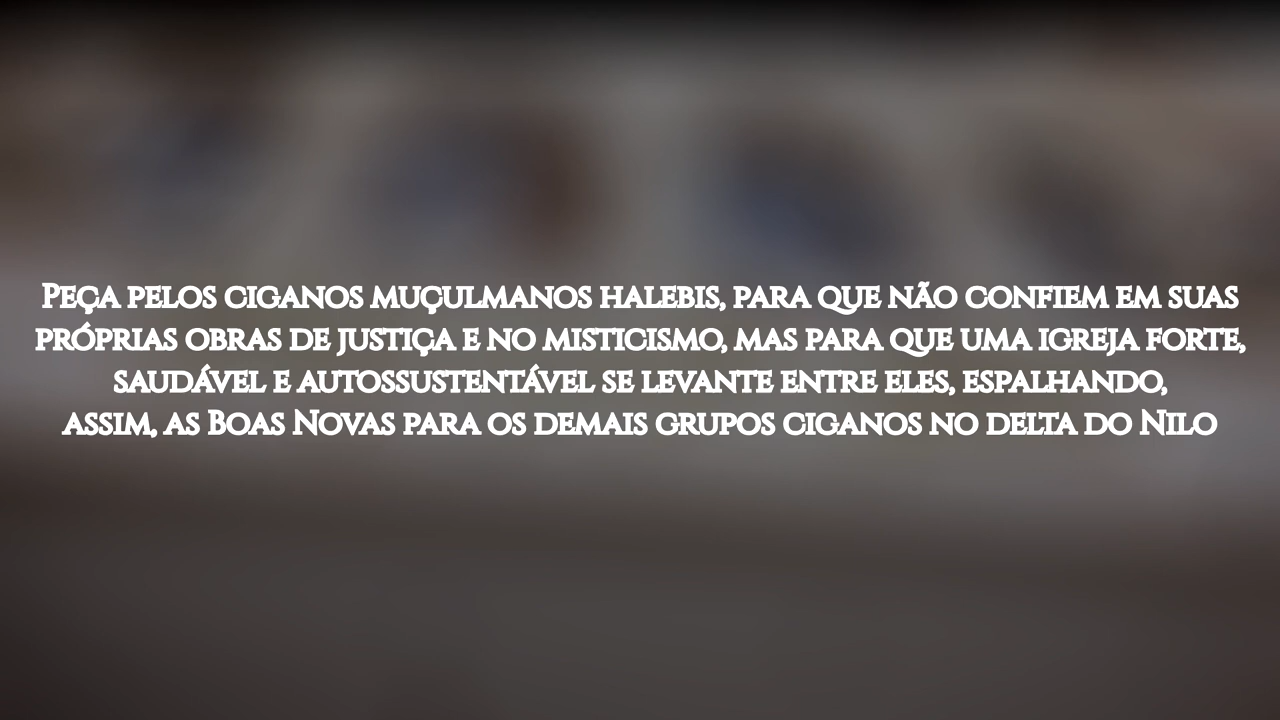 Peça pelos ciganos muçulmanos halebis, para que não confiem em suas
próprias obras de justiça e no misticismo, mas para que uma igreja forte,
saudável e autossustentável se levante entre eles, espalhando,
assim, as Boas Novas para os demais grupos ciganos no delta do Nilo